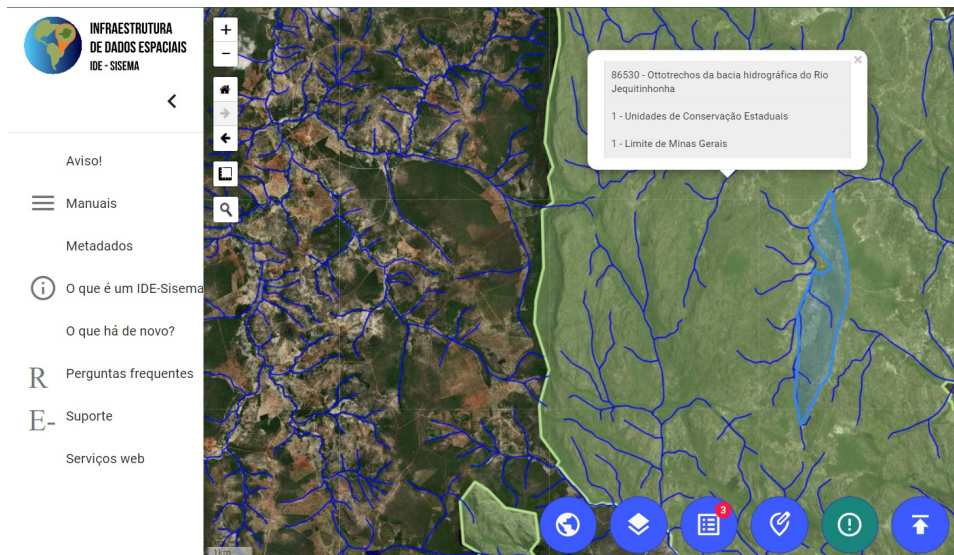 INFRAESTRUTURA
DE DADOS ESPACIAIS
IDE - SISEMA
Aviso!
Manuais
Metadados
O que é um IDE-Sisema
O que há de novo?
R Perguntas frequentes
E- Suporte
Serviços web
+
−
86530 - Ottotrechos da bacia hidrográfica do Rio
Jequitinhonha
1 - Unidades de Conservação Estaduais
1 - Limite de Minas Gerais
×
3
1km